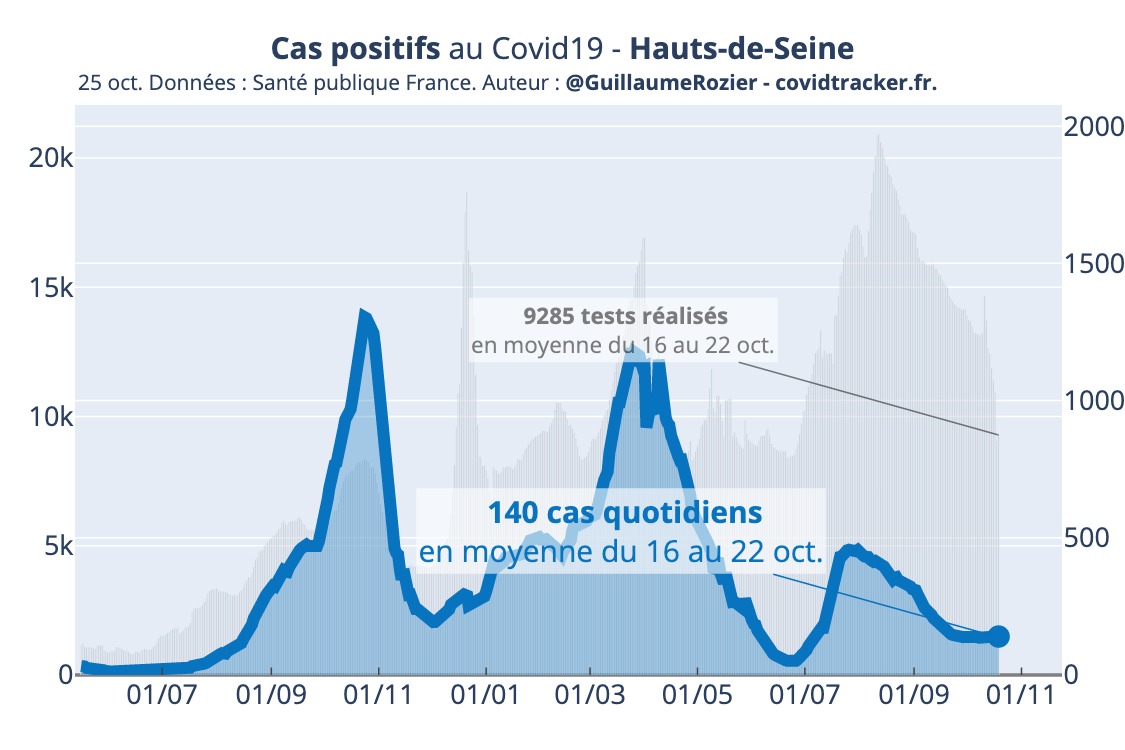 Cas positifs au Covid19 - Hauts-de-Seine
25 oct. Données : Santé publique France. Auteur : @GuillaumeRozier - covidtracker.fr.
2000
20k
1500
15k
9285 tests réalisés
en moyenne du 16 au 22 oct.
1000
10k
140 cas quotidiens
en moyenne du 16 au 22 oct.
500
5k
0
0
01/07 01/09 01/11 01/01 01/03 01/05 01/07 01/09 01/11